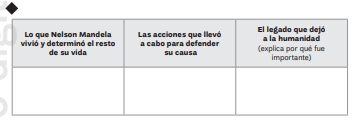 Lo que Nelson Mandela
vivió y determinó el resto
de su vida
Las acciones que llevó
a cabo para defender
su causa
El legado que dejó
a la humanidad
(explica por qué fue
importante)